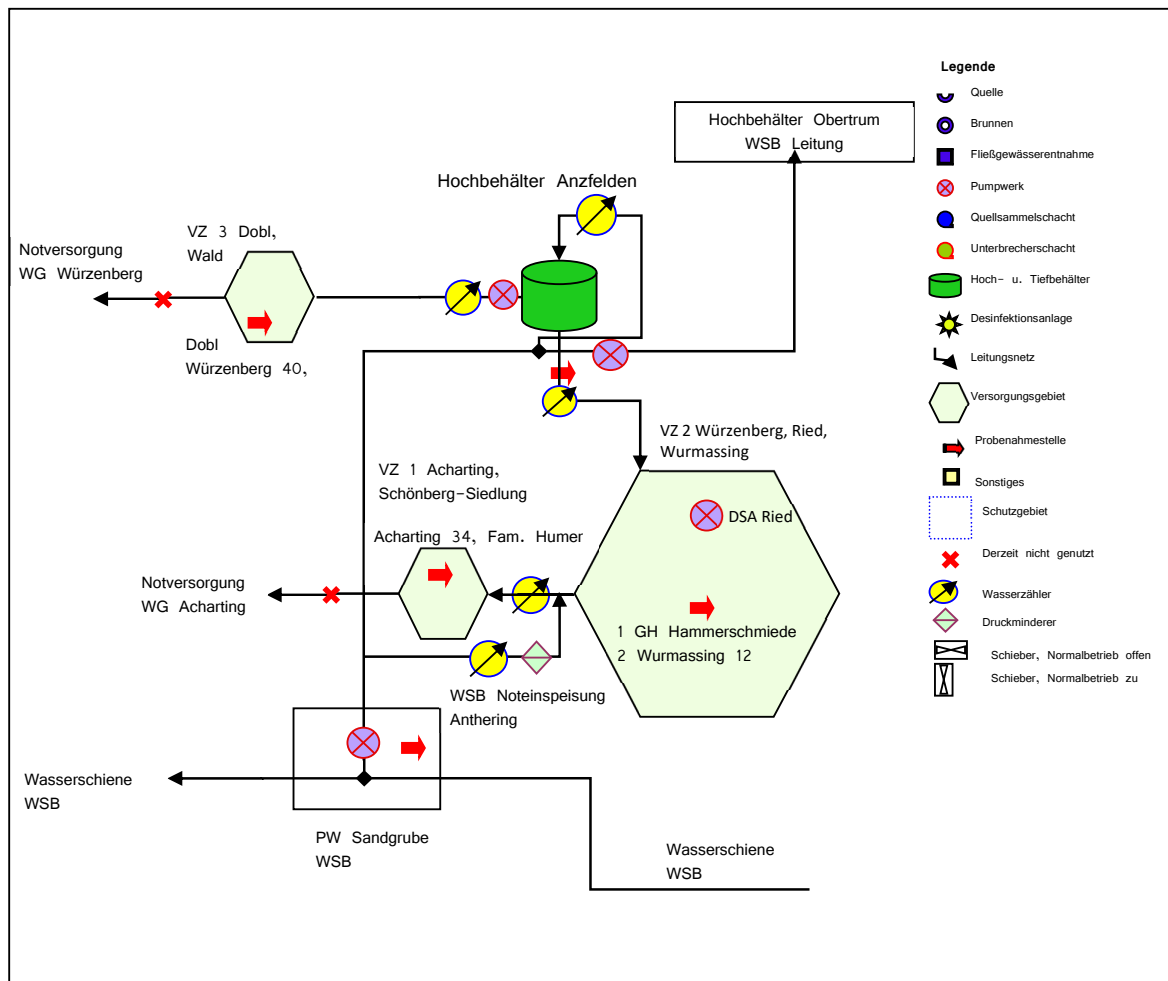 Hochbehälter Obertrum
WSB Leitung
Hochbehälter Anzfelden
VZ 3 Dobl,
Wald
Notversorgung
WG Würzenberg
Dobl
Würzenberg 40,
VZ 2 Würzenberg, Ried,
Wurmassing
VZ 1 Acharting,
Schönberg-Siedlung
DSA Ried
Acharting 34, Fam. Humer
Notversorgung
WG Acharting
1 GH Hammerschmiede
2 Wurmassing 12
WSB Noteinspeisung
Anthering
Wasserschiene
WSB
PW Sandgrube
WSB
Wasserschiene
WSB
Legende
Quelle
Brunnen
Fließgewässerentnahme
Pumpwerk
Quellsammelschacht
Unterbrecherschacht
Hoch- u. Tiefbehälter
Desinfektionsanlage
Leitungsnetz
Versorgungsgebiet
Probenahmestelle
Sonstiges
Schutzgebiet
Derzeit nicht genutzt
Wasserzähler
Druckminderer
Schieber, Normalbetrieb offen
Schieber, Normalbetrieb zu